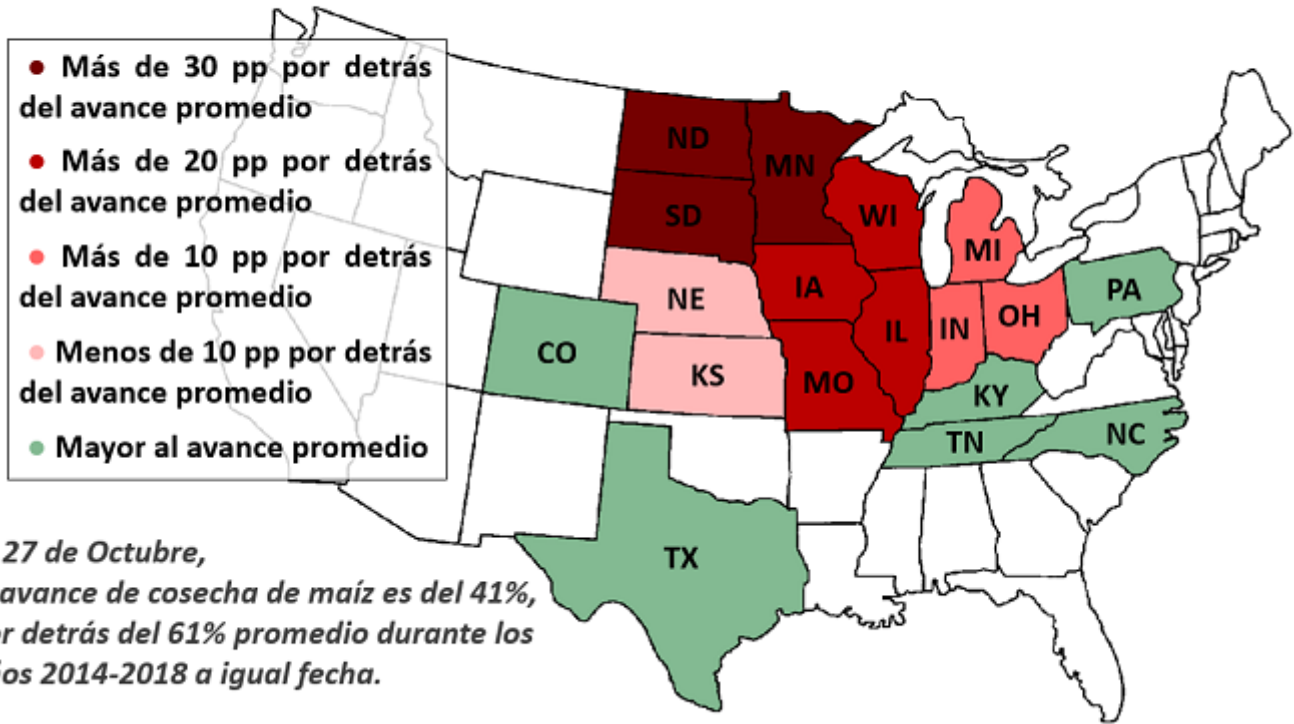 ● Más de 30 pp por detrás
del avance promedio
● Más de 20 pp por detrás
del avance promedio
● Más de 10 pp por detrás
del avance promedio
● Menos de 10 pp por detrás
del avance promedio
● Mayor al avance promedio
ND
MN
SD
WI
MI
NE
IA
PA
IL
IN
OH
CO
KS
MO
KY
TN
NC
TX
27 de Octubre,
avance de cosecha de maíz es del 41%,
detrás del 61% promedio durante los
2014-2018 a igual fecha.